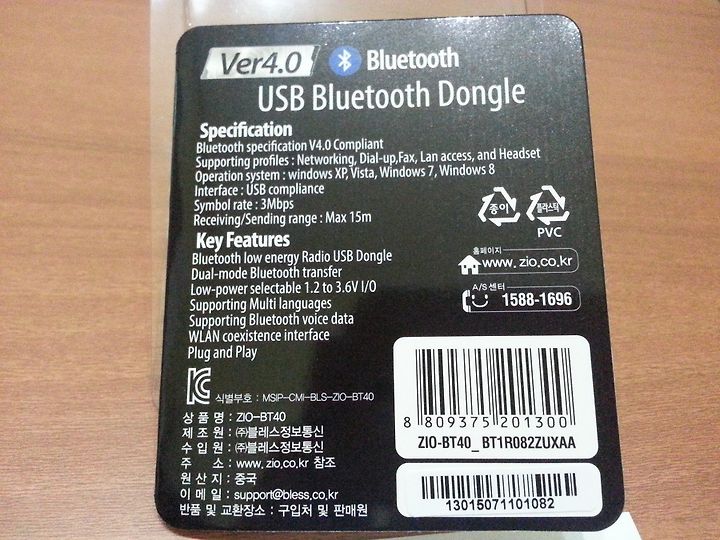 Ver4.0 Bluetooth
USB Bluetooth Dongle
Specification
Bluetooth specification V4.0 Compliant
Supporting profiles : Networking, Dial-up,Fax, Lan access, and Headset
Operation system : windows XP, Vista, Windows 7, Windows 8
Interface : USB compliance
Symbol rate : 3Mbps
Receiving/Sending range : Max 15m
종이 플라스틱
PVC
Key Features
Bluetooth low energy Radio USB Dongle
Dual-mode Bluetooth transfer
Low-power selectable 1.2 to 3.6V I/O
Supporting Multi languages
Supporting Bluetooth voice data
WLAN coexistence interface
Plug and Play
홈페이지
www. zio.co.kr
A/S센터
1588-1696
식별부호 : MSIP-CMI-BLS-ZIO-BT40
상 품 명 : ZIO-BT40
제 조 원 : ㈜블레스정보통신
수 입 원 : ㈜블레스정보통신
주 소 : www. zio.co.kr 참조
원 산 지 : 중국
이 메 일 : support@bless.co.kr
반품 및 교환장소 : 구입처 및 판매원
8 809375 201300
ZIO-BT40_BT1R082ZUXAA
13015071101082